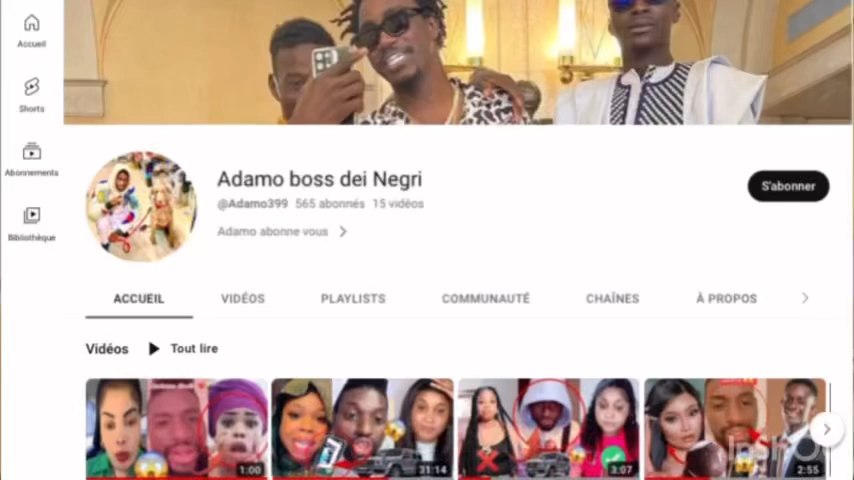 Accueil
Shorts
Abonnements
Bibliothèque
Adamo boss dei Negri
@Adamo399 565 abonnés 15 vidéos
Adamo abonne vous
S'abonner
ACCUEIL VIDÉOS PLAYLISTS COMMUNAUTÉ CHAÎNES À PROPOS
Vidéos Tout lire
1:00 31:14 3:07 2:55
InShOt